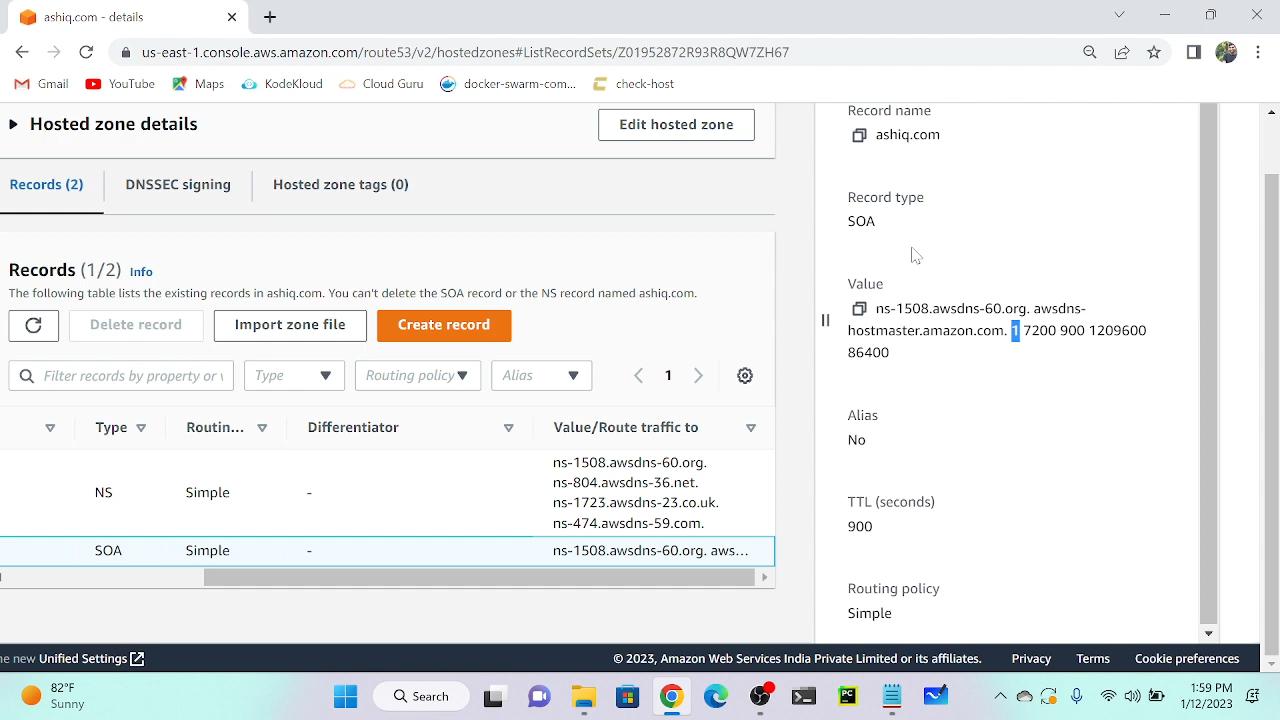 ashiq.com - details
us-east-1.console.aws.amazon.com/route53/v2/hostedzones#ListRecordSets/Z01952872R93R8QW7ZH67
Gmail YouTube Maps KodeKloud Cloud Guru docker-swarm-com... check-host
Hosted zone details
Edit hosted zone
Records (2) DNSSEC signing Hosted zone tags (0)
Records (1/2) Info
The following table lists the existing records in ashiq.com. You can't delete the SOA record or the NS record named ashiq.com.
Delete record Import zone file Create record
Filter records by property or Type Routing policy Alias 1
Type Routin... Differentiator Value/Route traffic to
NS Simple - ns-1508.awsdns-60.org.
ns-804.awsdns-36.net.
ns-1723.awsdns-23.co.uk.
ns-474.awsdns-59.com.
SOA Simple - ns-1508.awsdns-60.org. aws...
Record name
ashiq.com
Record type
SOA
Value
ns-1508.awsdns-60.org. awsdns-
hostmaster.amazon.com. 1 7200 900 1209600
86400
Alias
No
TTL (seconds)
900
Routing policy
Simple
he new Unified Settings © 2023, Amazon Web Services India Private Limited or its affiliates. Privacy Terms Cookie preferences
82°F
Sunny
Search
PC
1:59 PM
1/12/2023